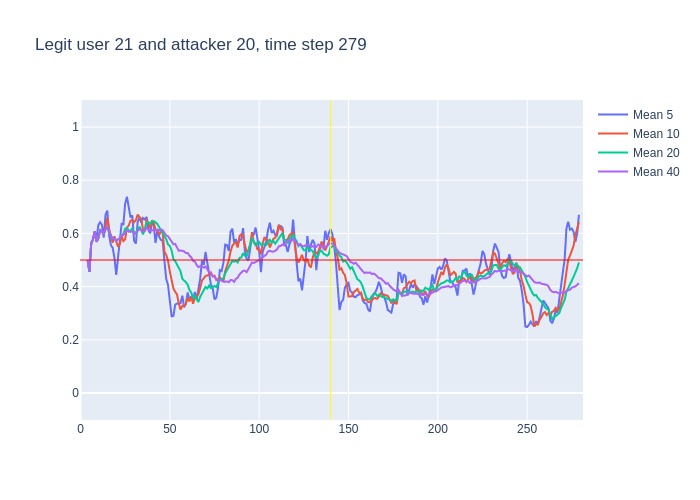 Legit user 21 and attacker 20, time step 279
Mean 5
Mean 10
Mean 20
Mean 40
1
0.8
0.6
0.4
0.2
0
0 50 100 150 200 250